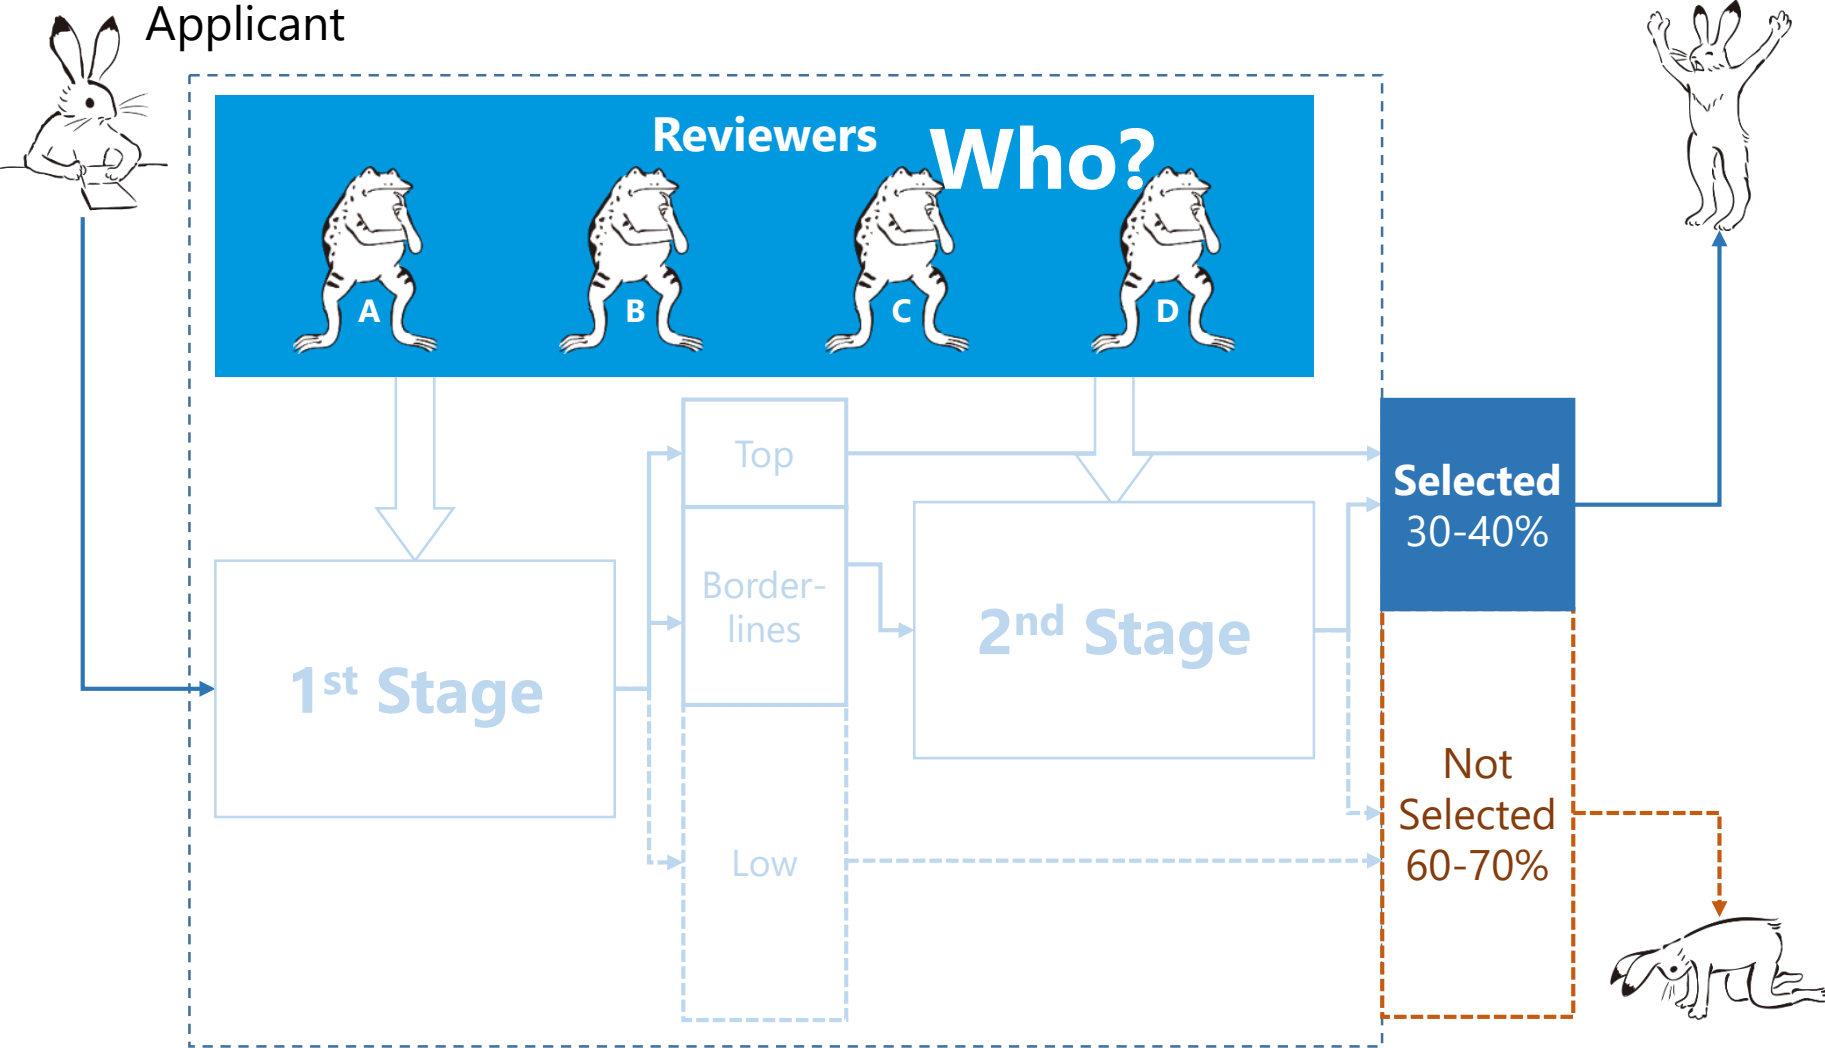 Applicant
Reviewers
Who?
A
B
C
D
Top
Border-
lines
Low
1st Stage
2nd Stage
Selected
30-40%
Not
Selected
60-70%